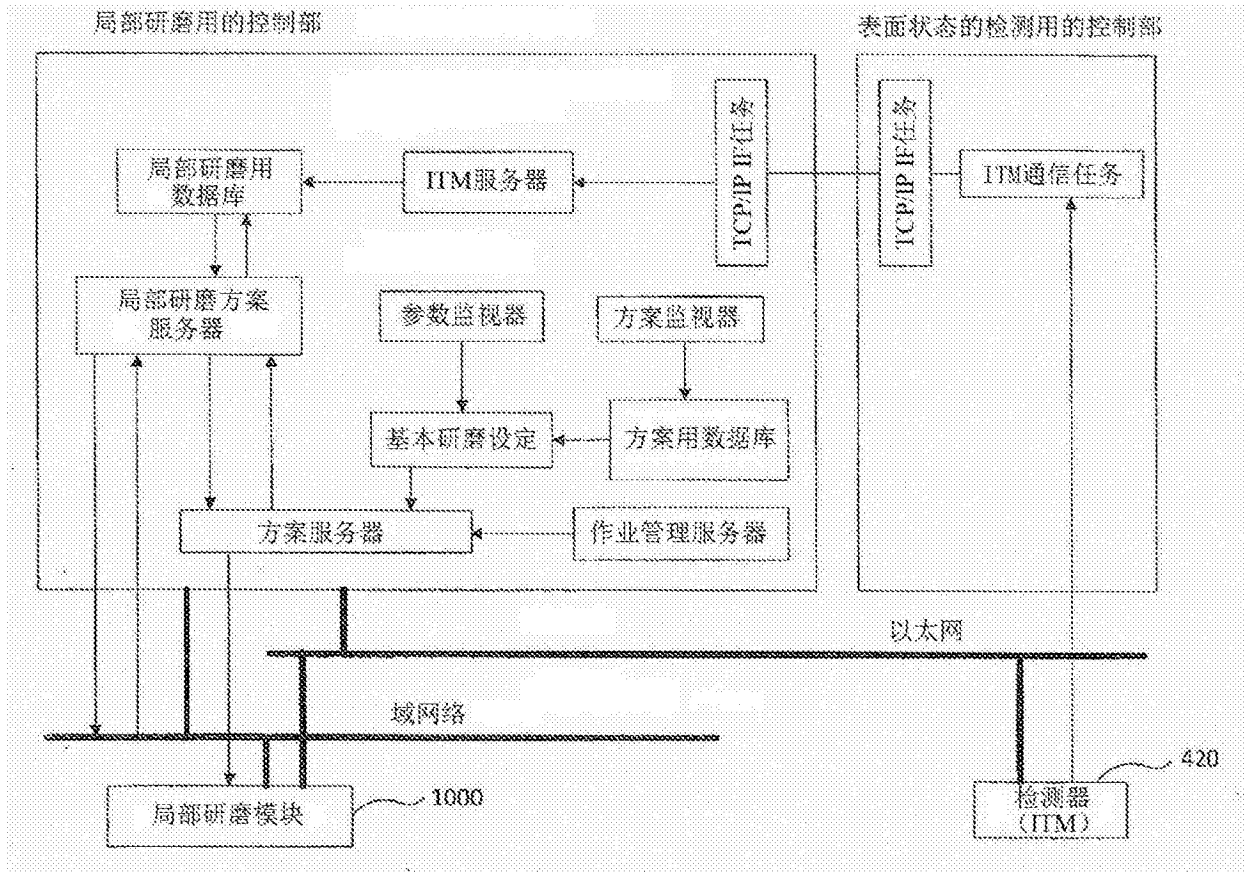 局部研磨用的控制部
表面状态的检测用的控制部
TCP/IP IF任务
TCP/IP IF任务
局部研磨用
数据库
ITM服务器
ITM通信任务
局部研磨方案
服务器
参数监视器
方案监视器
基本研磨设定
方案用数据库
方案服务器
作业管理服务器
以太网
域网络
局部研磨模块
1000
420
检测器
(ITM)